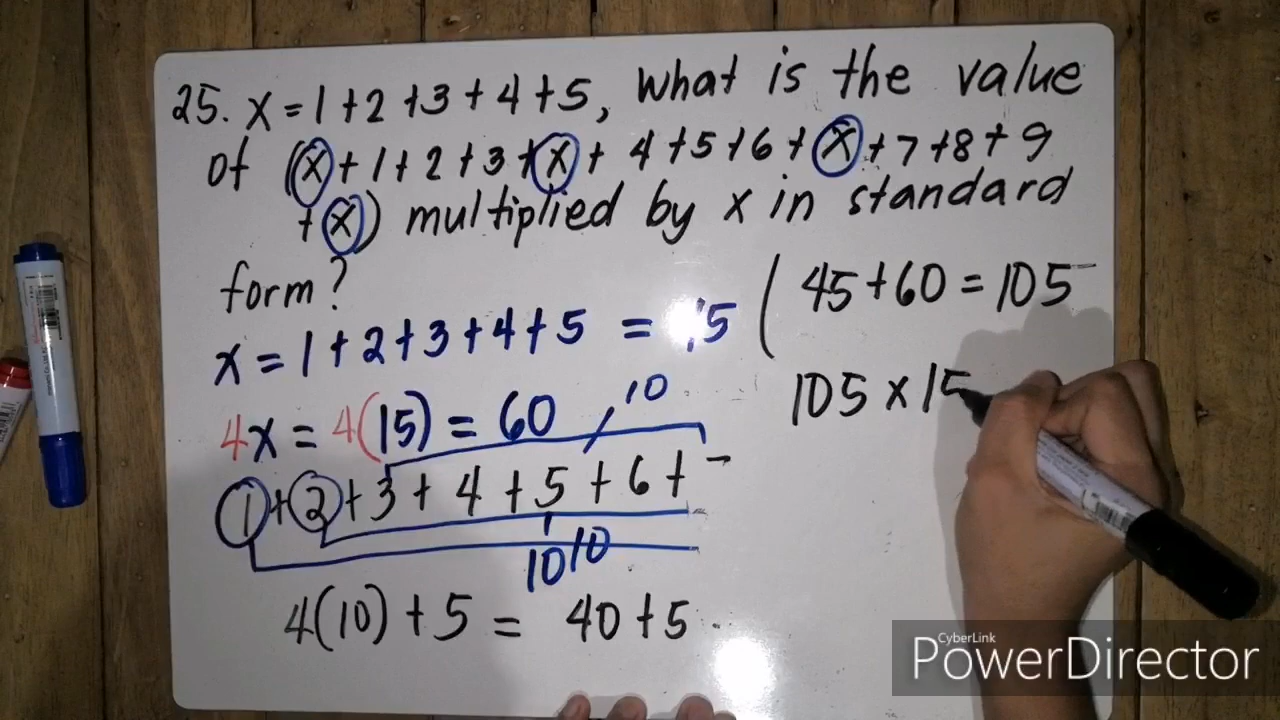 25. x = 1 + 2 + 3 + 4 + 5, what is the value
of (x + 1 + 2 + 3 + x + 4 + 5 + 6 + x + 7 + 8 + 9
+ x) multiplied by x in standard
form?
x = 1 + 2 + 3 + 4 + 5 = 15
4x = 4(15) = 60
10
1 + 2 + 3 + 4 + 5 + 6 +
10 10
4(10) + 5 = 40 + 5
45 + 60 = 105
105 x 15
CyberLink
PowerDirector